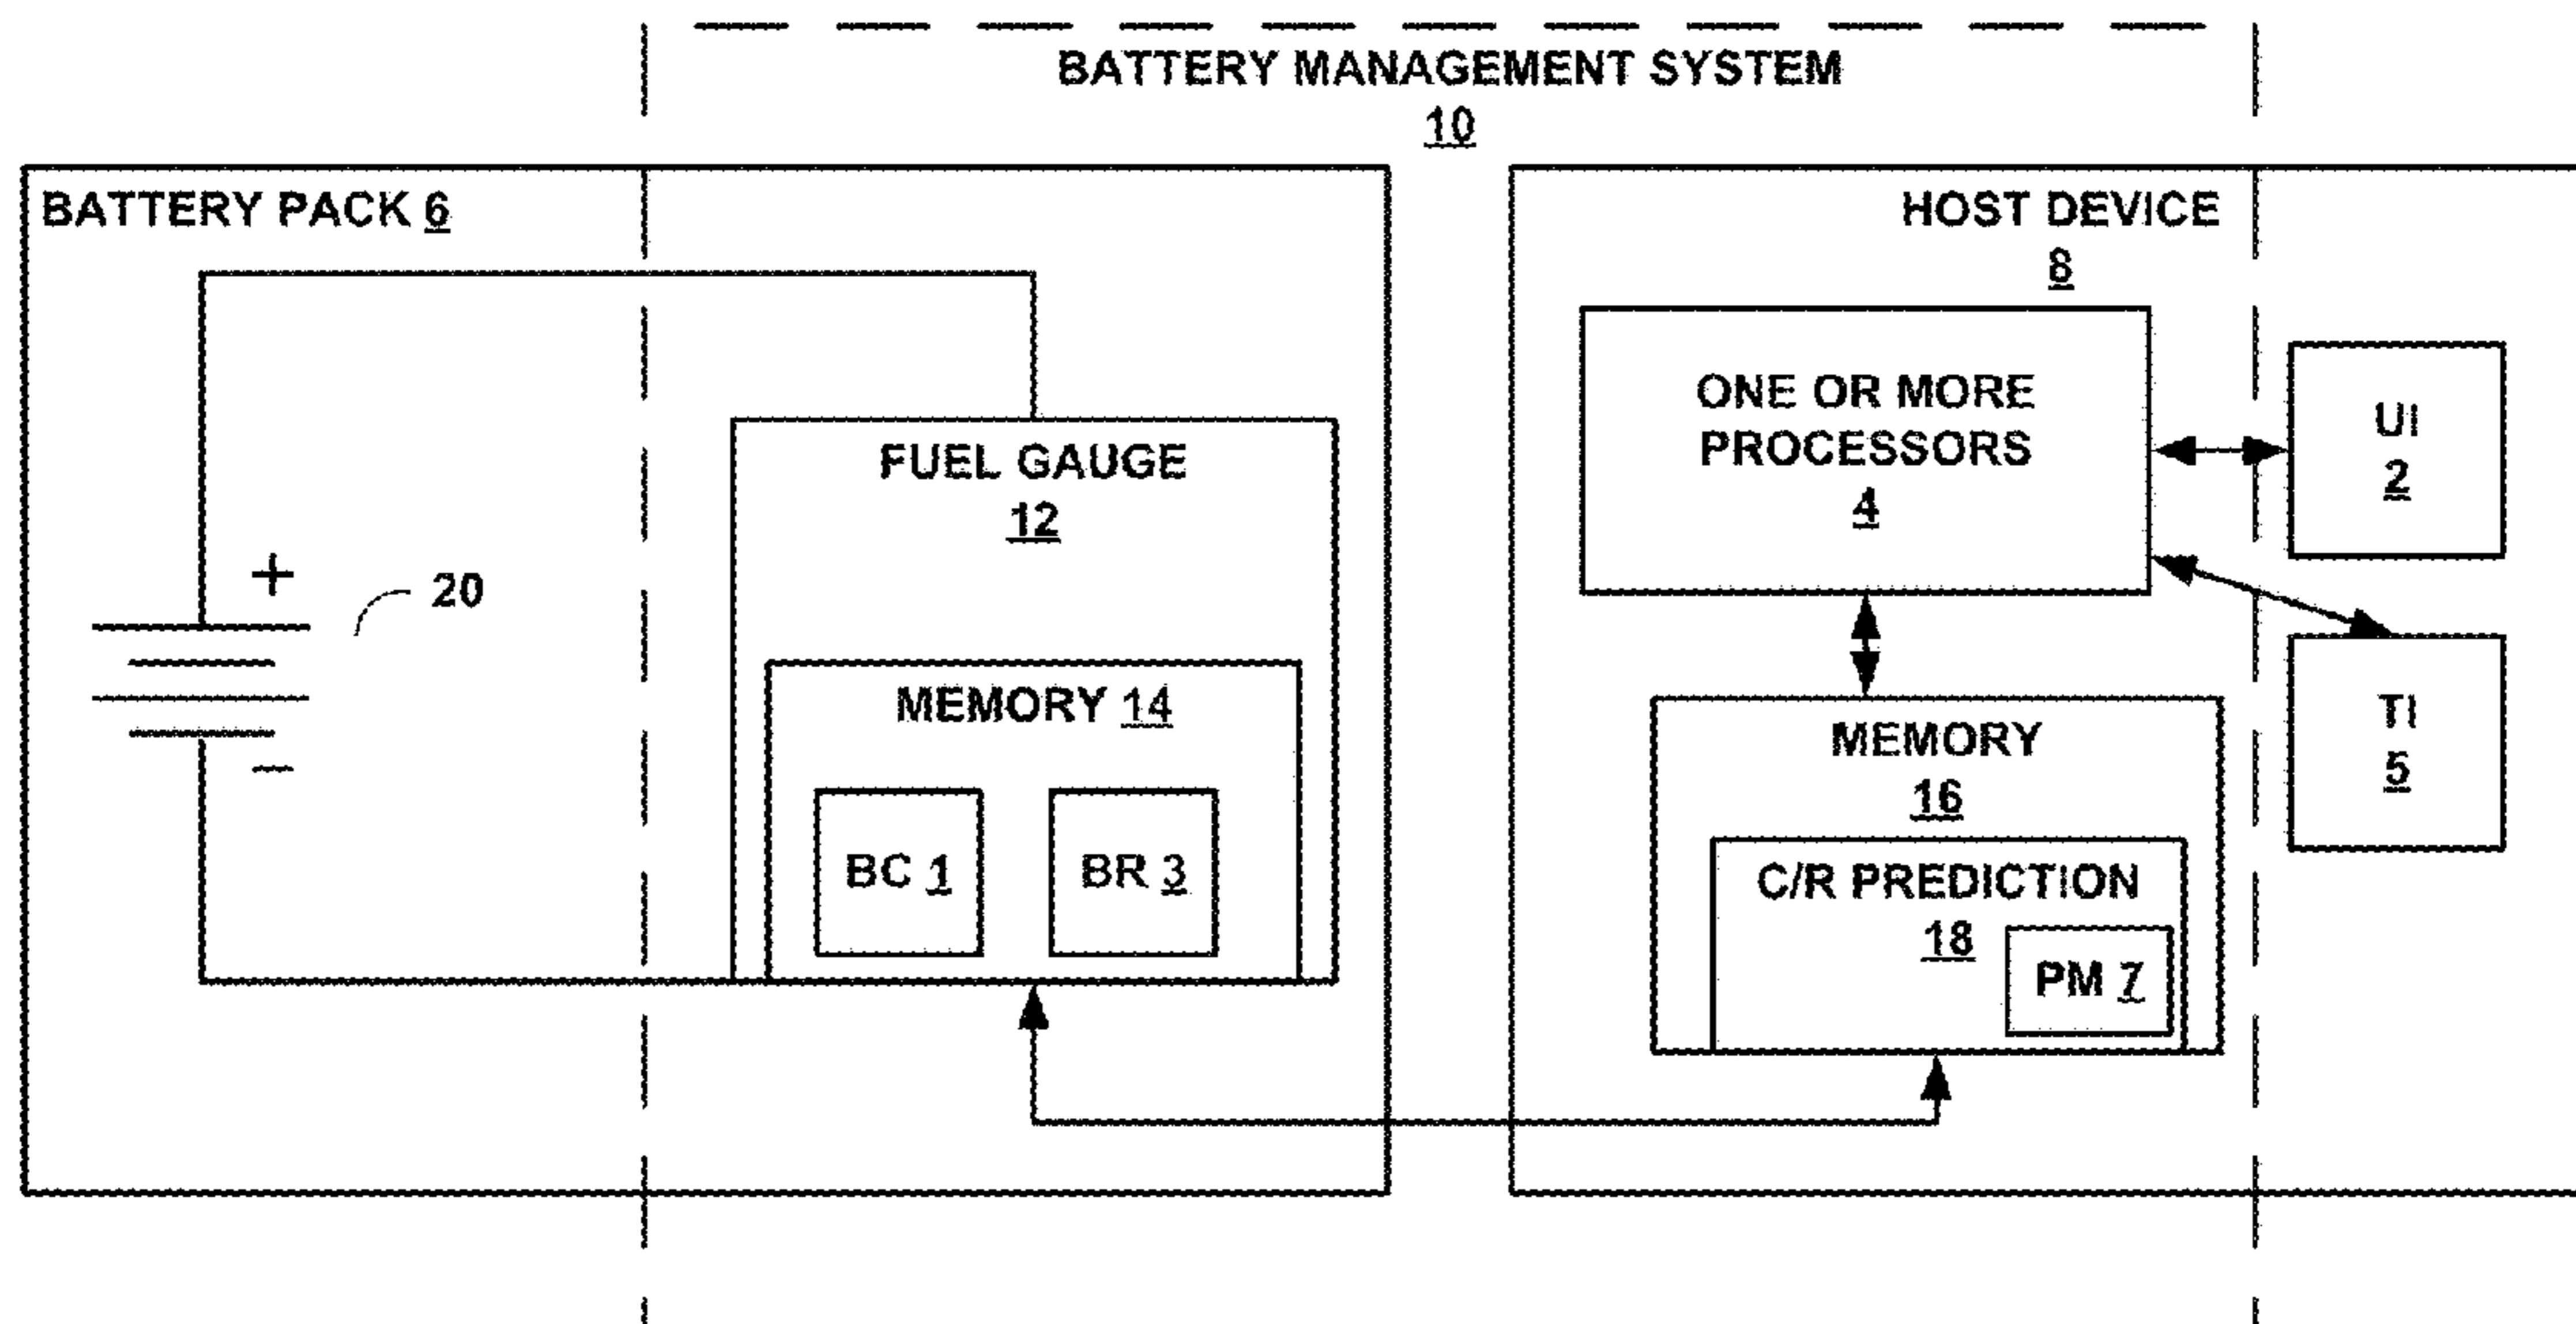 BATTERY MANAGEMENT SYSTEM
10
BATTERY PACK 6
HOST DEVICE
8
ONE OR MORE
PROCESSORS
4
UI
2
FUEL GAUGE
12
+
20
TI
5
MEMORY 14
MEMORY
16
−
BC 1
BR 3
C/R PREDICTION
18
PM 7